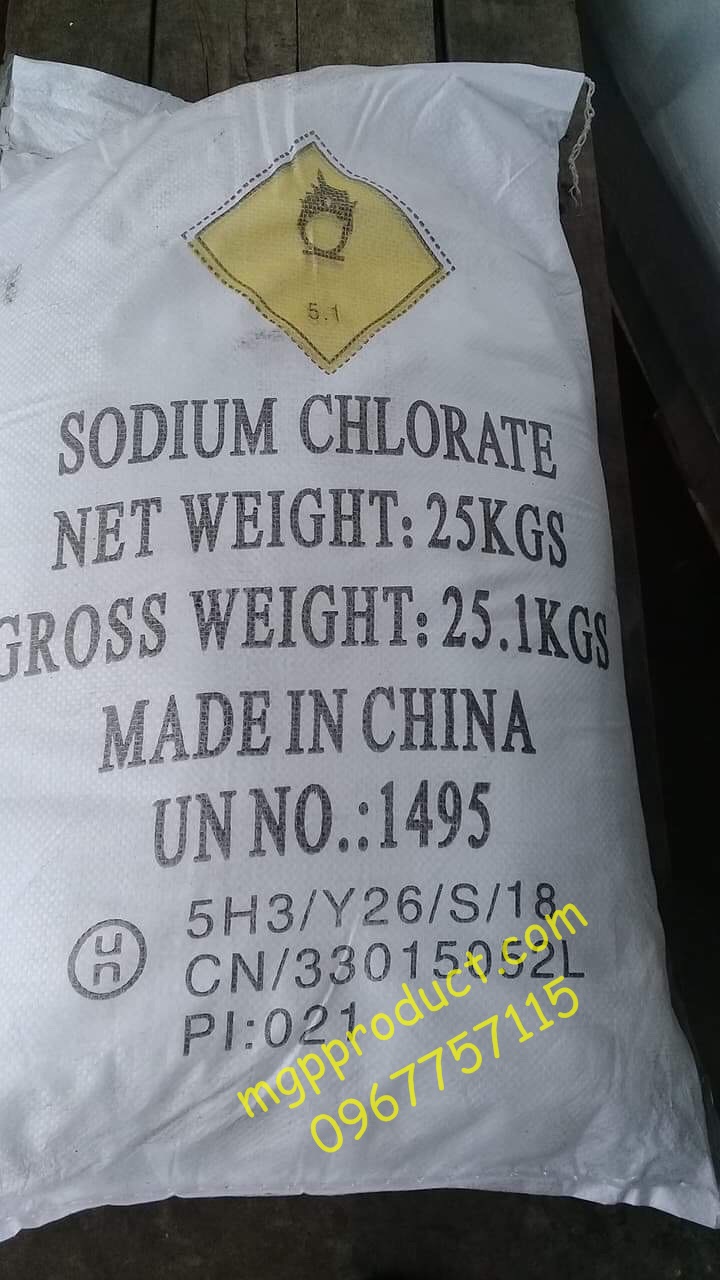 5.1
SODIUM CHLORATE
NET WEIGHT: 25KGS
GROSS WEIGHT: 25.1KGS
MADE IN CHINA
UN NO.:1495
un
5H3/Y26/S/18
CN/33015092L
PI:021
mgpproduct.com
0967757115